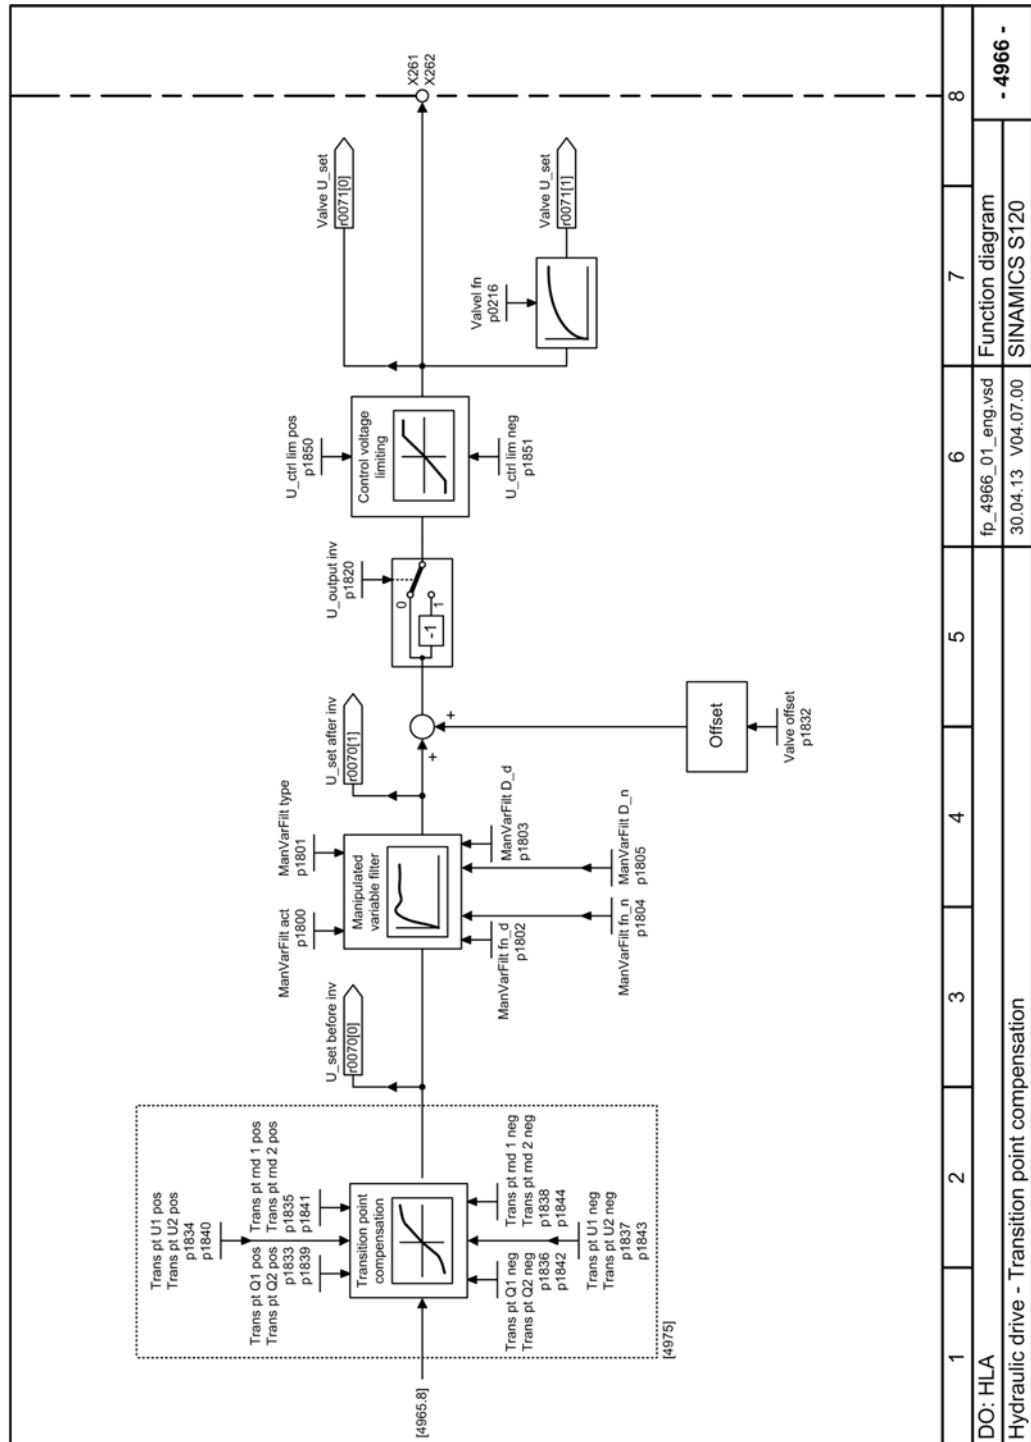 [4965.8]
[4975]
Trans pt U1 pos
Trans pt U2 pos
p1834
p1840
Trans pt Q1 pos
Trans pt Q2 pos
p1833
p1839
Trans pt rnd 1 pos
Trans pt rnd 2 pos
p1835
p1841
Transition point
compensation
Trans pt Q1 neg
Trans pt Q2 neg
p1836
p1842
Trans pt rnd 1 neg
Trans pt rnd 2 neg
p1838
p1844
Trans pt U1 neg
Trans pt U2 neg
p1837
p1843
U_set before inv
r0070[0]
ManVarFilt act
p1800
ManVarFilt type
p1801
Manipulated
variable filter
ManVarFilt fn_d
p1802
ManVarFilt D_d
p1803
ManVarFilt fn_n
p1804
ManVarFilt D_n
p1805
U_set after inv
r0070[1]
+
+
Offset
Valve offset
p1832
U_output inv
p1820
0
1
-1
U_ctrl lim pos
p1850
Control voltage
limiting
U_ctrl lim neg
p1851
Valve U_set
r0071[0]
Valvel fn
p0216
Valve U_set
r0071[1]
X261
X262
1
2
3
4
5
6
7
8
DO: HLA
fp_4966_01_eng.vsd
Function diagram
- 4966 -
Hydraulic drive - Transition point compensation
30.04.13 V04.07.00
SINAMICS S120